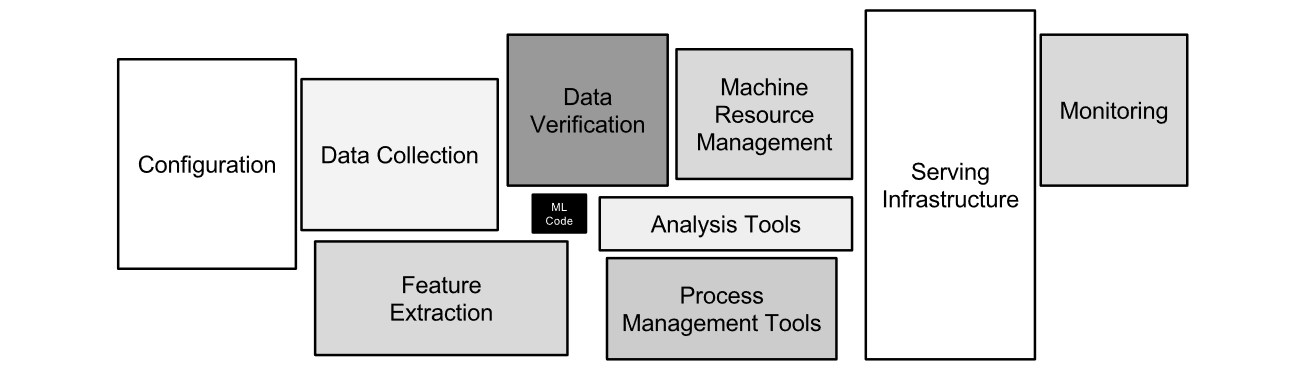 Configuration
Data Collection
Data
Verification
Machine
Resource
Management
Serving
Infrastructure
Monitoring
ML
Code
Analysis Tools
Feature
Extraction
Process
Management Tools